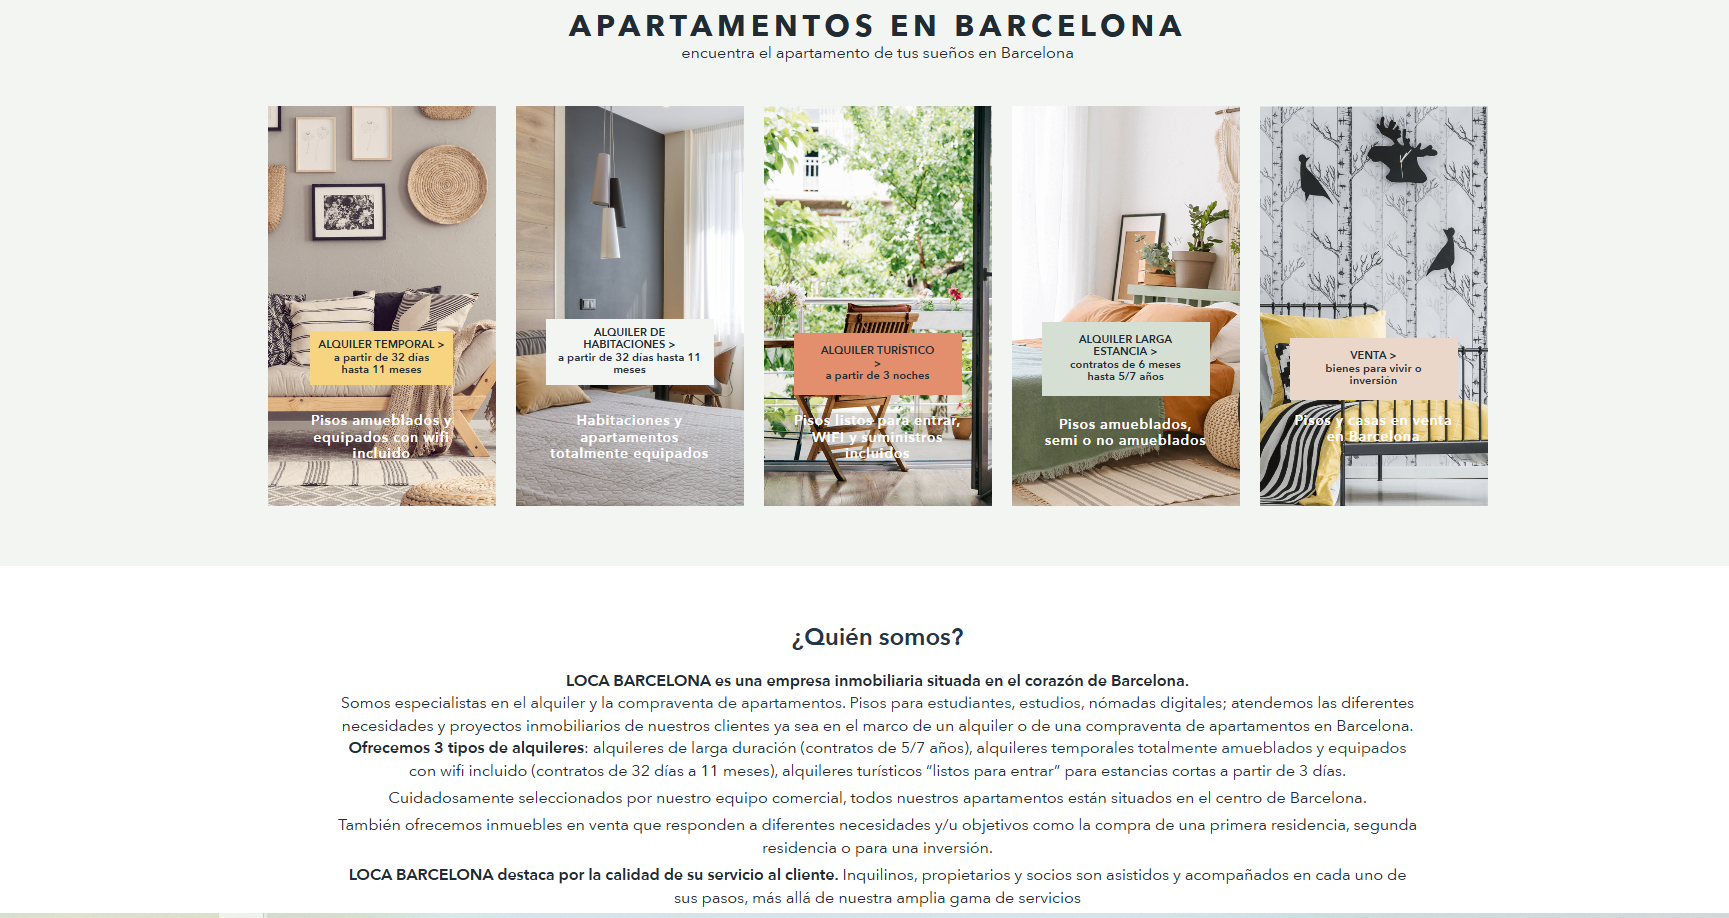 APARTAMENTOS EN BARCELONA
encuentra el apartamento de tus sueños en Barcelona
ALQUILER TEMPORAL >
a partir de 32 días
hasta 11 meses
Pisos amueblados y
equipados con wifi
incluido
ALQUILER DE
HABITACIONES >
a partir de 32 días hasta 11
meses
Habitaciones y
apartamentos
totalmente equipados
ALQUILER TURÍSTICO
>
a partir de 3 noches
Pisos listos para entrar,
WIFI y suministros
incluidos
ALQUILER LARGA
ESTANCIA >
contratos de 6 meses
hasta 5/7 años
Pisos amueblados,
semi o no amueblados
VENTA >
bienes para vivir o
inversión
Pisos y casas en venta
en Barcelona
¿Quién somos?
LOCA BARCELONA es una empresa inmobiliaria situada en el corazón de Barcelona.
Somos especialistas en el alquiler y la compraventa de apartamentos. Pisos para estudiantes, estudios, nómadas digitales; atendemos las diferentes
necesidades y proyectos inmobiliarios de nuestros clientes ya sea en el marco de un alquiler o de una compraventa de apartamentos en Barcelona.
Ofrecemos 3 tipos de alquileres: alquileres de larga duración (contratos de 5/7 años), alquileres temporales totalmente amueblados y equipados
con wifi incluido (contratos de 32 días a 11 meses), alquileres turísticos “listos para entrar” para estancias cortas a partir de 3 días.
Cuidadosamente seleccionados por nuestro equipo comercial, todos nuestros apartamentos están situados en el centro de Barcelona.
También ofrecemos inmuebles en venta que responden a diferentes necesidades y/u objetivos como la compra de una primera residencia, segunda
residencia o para una inversión.
LOCA BARCELONA destaca por la calidad de su servicio al cliente. Inquilinos, propietarios y socios son asistidos y acompañados en cada uno de
sus pasos, más allá de nuestra amplia gama de servicios